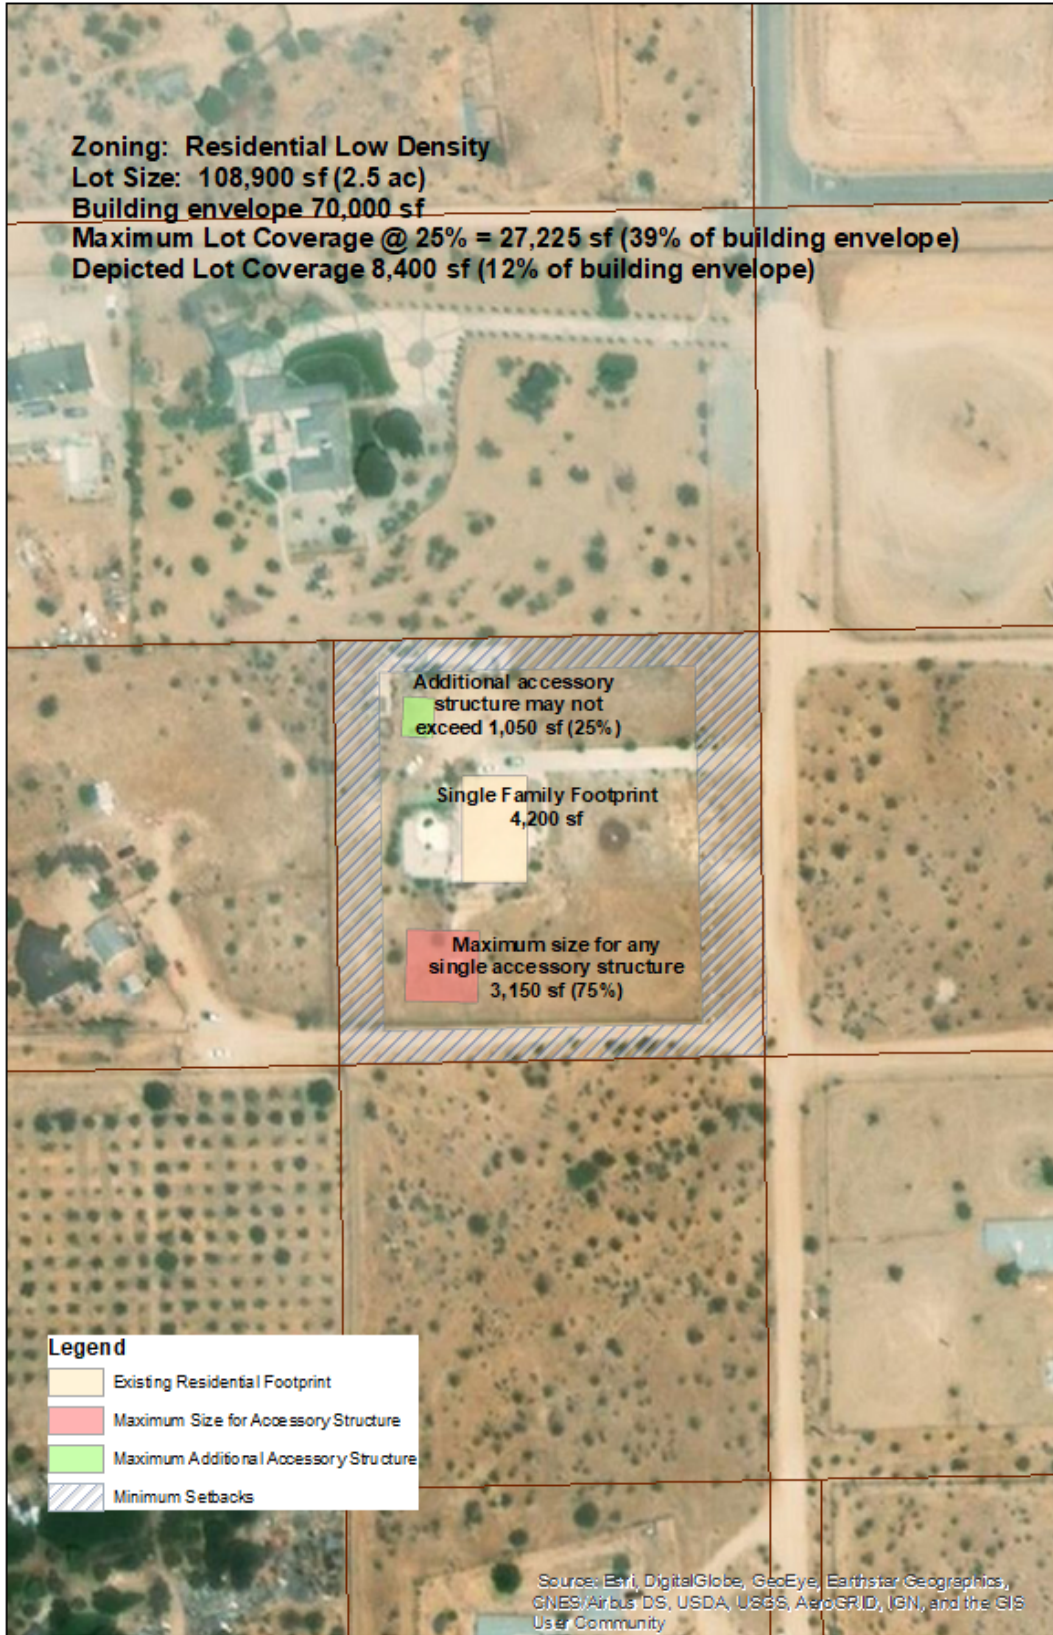 Zoning: Residential Low Density
Lot Size: 108,900 sf (2.5 ac)
Building envelope 70,000 sf
Maximum Lot Coverage @ 25% = 27,225 sf (39% of building envelope)
Depicted Lot Coverage 8,400 sf (12% of building envelope)
Additional accessory
structure may not
exceed 1,050 sf (25%)
Single Family Footprint
4,200 sf
Maximum size for any
single accessory structure
3,150 sf (75%)
Legend
Existing Residential Footprint
Maximum Size for Accessory Structure
Maximum Additional Accessory Structure
Minimum Setbacks
Source: Esri, DigitalGlobe, GeoEye, Earthstar Geographics,
CNES/Airbus DS, USDA, USGS, AeroGRID, IGN, and the GIS
User Community